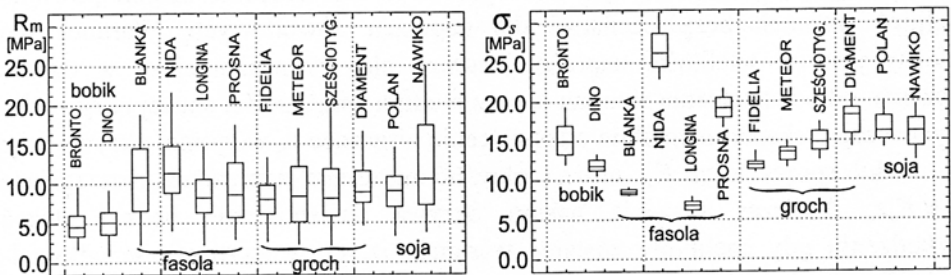 Rm
[MPa]
25.0
20.0
15.0
10.0
5.0
0.0
bobik
BRONTO
DINO
BLANKA
NIDA
LONGINA
PROSNA
FIDELIA
METEOR
SZEŚCIOTYG.
DIAMENT
POLAN
NAWIKO
fasola
groch
soja
σs
[MPa]
25.0
20.0
15.0
10.0
5.0
0.0
BRONTO
DINO
BLANKA
NIDA
LONGINA
PROSNA
FIDELIA
METEOR
SZEŚCIOTYG.
DIAMENT
POLAN
NAWIKO
bobik
fasola
groch
soja